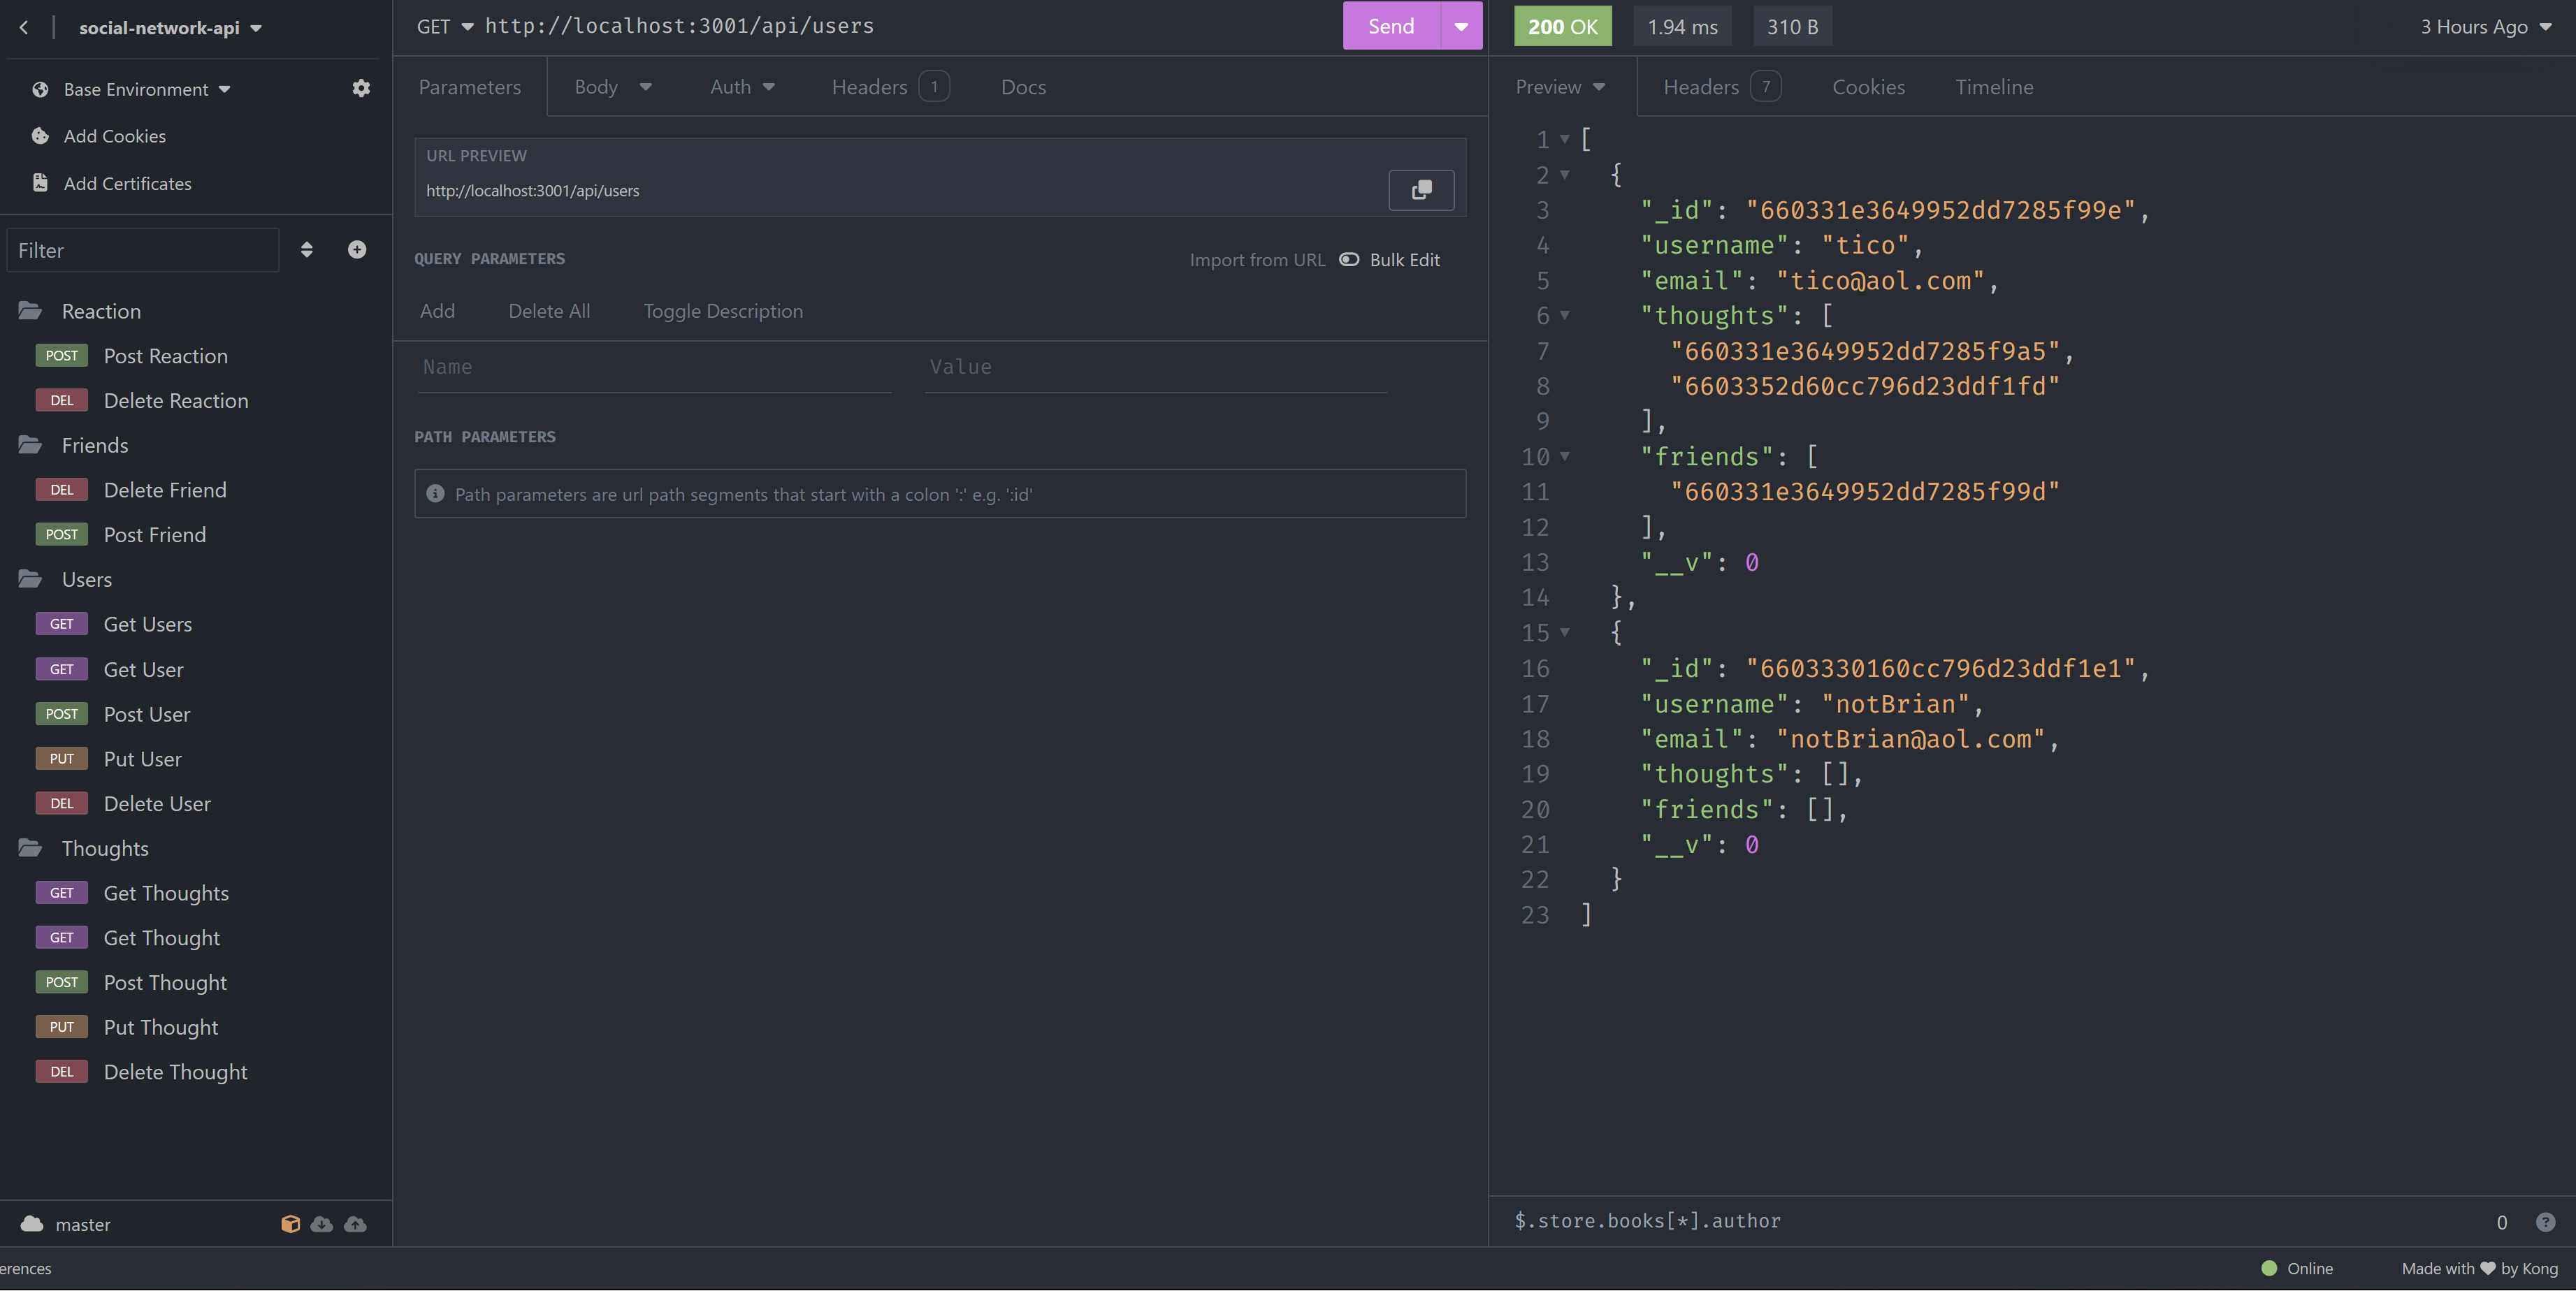 social-network-api
Base Environment
Add Cookies
Add Certificates
Filter
Reaction
POST Post Reaction
DEL Delete Reaction
Friends
DEL Delete Friend
POST Post Friend
Users
GET Get Users
GET Get User
POST Post User
PUT Put User
DEL Delete User
Thoughts
GET Get Thoughts
GET Get Thought
POST Post Thought
PUT Put Thought
DEL Delete Thought
master
GET http://localhost:3001/api/users
Send
Parameters Body Auth Headers 1 Docs
URL PREVIEW
http://localhost:3001/api/users
QUERY PARAMETERS
Import from URL Bulk Edit
Add Delete All Toggle Description
Name Value
PATH PARAMETERS
Path parameters are url path segments that start with a colon ':' e.g. ':id'
200 OK 1.94 ms 310 B 3 Hours Ago
Preview Headers 7 Cookies Timeline
1 [
2 {
3 "_id": "660331e3649952dd7285f99e",
4 "username": "tico",
5 "email": "tico@aol.com",
6 "thoughts": [
7 "660331e3649952dd7285f9a5",
8 "6603352d60cc796d23ddf1fd"
9 ],
10 "friends": [
11 "660331e3649952dd7285f99d"
12 ],
13 "__v": 0
14 },
15 {
16 "_id": "6603330160cc796d23ddf1e1",
17 "username": "notBrian",
18 "email": "notBrian@aol.com",
19 "thoughts": [],
20 "friends": [],
21 "__v": 0
22 }
23 ]
$.store.books[*].author 0
erences
Online Made with ♥ by Kong